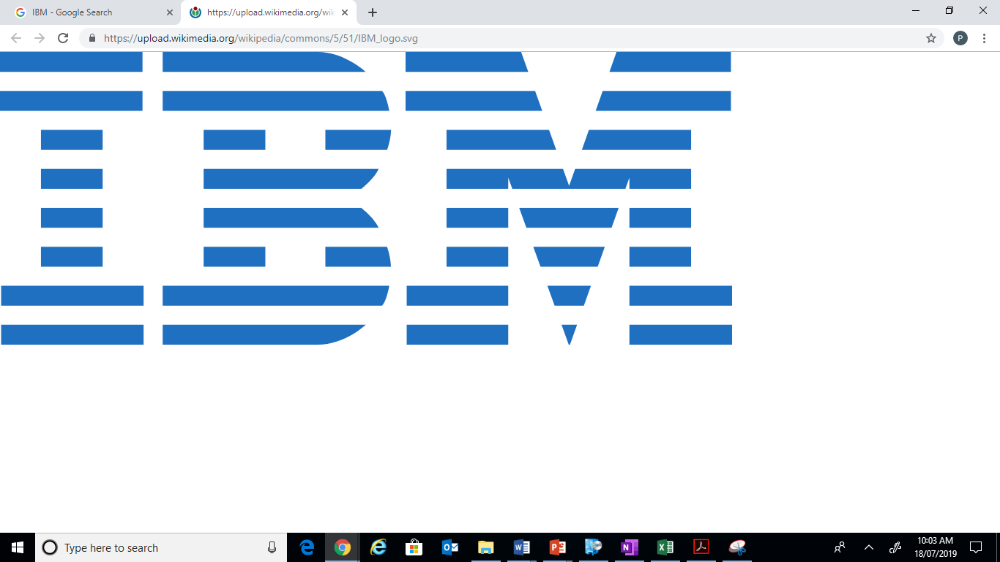 IBM - Google Search
https://upload.wikimedia.org/wik
https://upload.wikimedia.org/wikipedia/commons/5/51/IBM_logo.svg
P
IBM
Type here to search
10:03 AM
18/07/2019